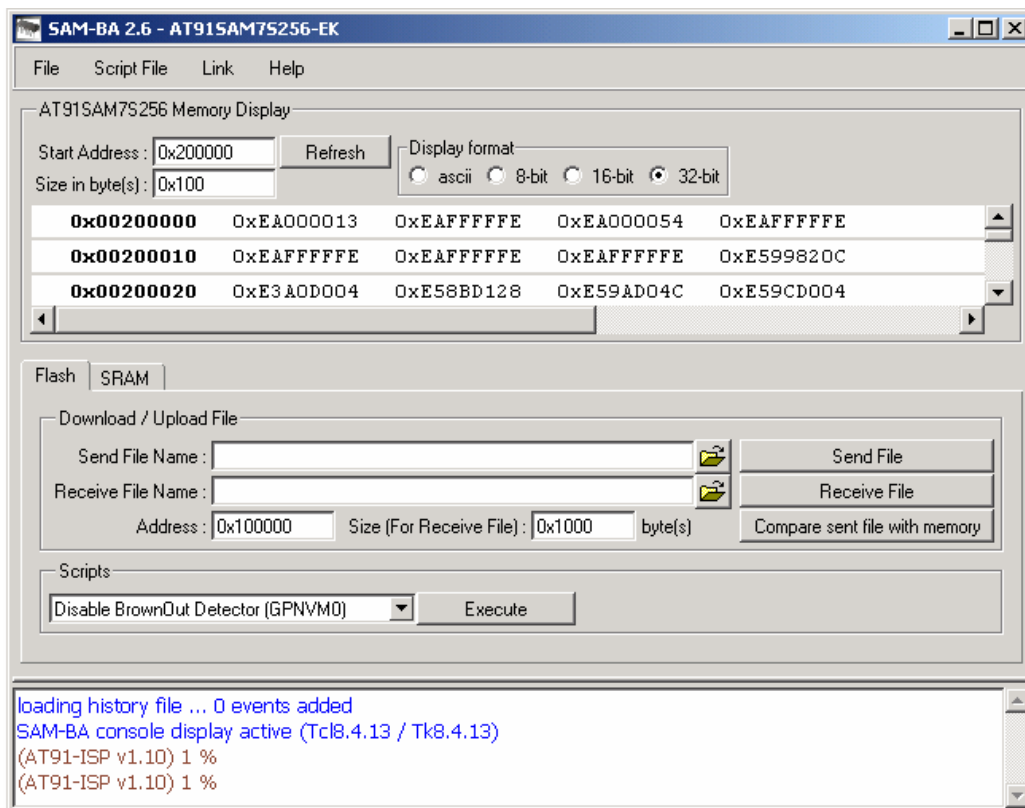 SAM-BA 2.6 - AT91SAM7S256-EK
File Script File Link Help
AT91SAM7S256 Memory Display
Start Address : 0x200000 Refresh
Display format
ascii 8-bit 16-bit 32-bit
Size in byte(s) : 0x100
0x00200000 0xEA000013 0xEAFFFFFE 0xEA000054 0xEAFFFFFE
0x00200010 0xEAFFFFFE 0xEAFFFFFE 0xEAFFFFFE 0xE599820C
0x00200020 0xE3A0D004 0xE58BD128 0xE59AD04C 0xE59CD004
Flash SRAM
Download / Upload File
Send File Name : Send File
Receive File Name : Receive File
Address : 0x100000 Size (For Receive File) : 0x1000 byte(s) Compare sent file with memory
Scripts
Disable BrownOut Detector (GPNVM0) Execute
loading history file ... 0 events added
SAM-BA console display active (Tcl8.4.13 / Tk8.4.13)
(AT91-ISP v1.10) 1 %
(AT91-ISP v1.10) 1 %